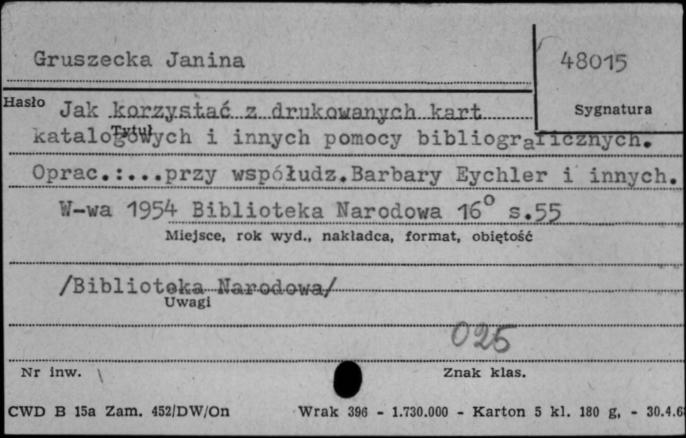 Gruszecka Janina
48015
Hasło
Sygnatura
Jak korzystać z drukowanych kart
Tytuł
katalogowych i innych pomocy bibliograficznych.
Oprac.:...przy współudz.Barbary Eychler i innych.
W-wa 1954 Biblioteka Narodowa 16° s.55
Miejsce, rok wyd., nakładca, format, objętość
/Biblioteka Narodowa/
Uwagi
025
Nr inw.
Znak klas.
CWD B 15a Zam. 452/DW/On Wrak 396 - 1.730.000 - Karton 5 kl. 180 g, - 30.4.6